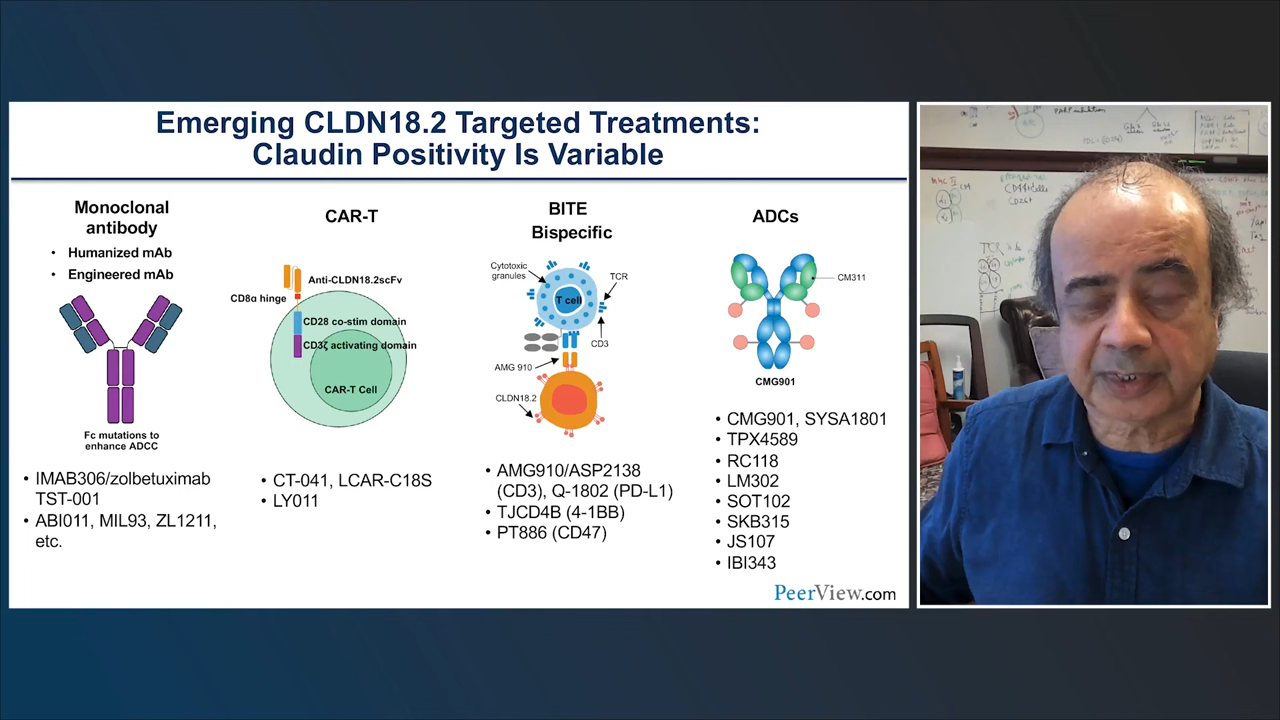 Emerging CLDN18.2 Targeted Treatments:
Claudin Positivity Is Variable
Monoclonal
antibody
• Humanized mAb
• Engineered mAb
Fc mutations to
enhance ADCC
• IMAB306/zolbetuximab
TST-001
• ABI011, MIL93, ZL1211,
etc.
CAR-T
Anti-CLDN18.2scFv
CD8α hinge
CD28 co-stim domain
CD3ζ activating domain
CAR-T Cell
• CT-041, LCAR-C18S
• LY011
BITE
Bispecific
Cytotoxic
granules
TCR
T cell
CD3
AMG 910
CLDN18.2
• AMG910/ASP2138
(CD3), Q-1802 (PD-L1)
• TJCD4B (4-1BB)
• PT886 (CD47)
ADCs
CM311
CMG901
• CMG901, SYSA1801
• TPX4589
• RC118
• LM302
• SOT102
• SKB315
• JS107
• IBI343
PeerView.com